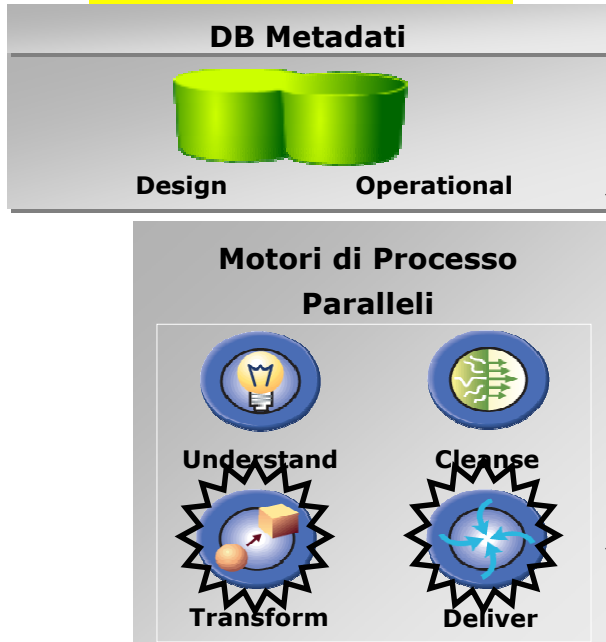 DB Metadati
Design Operational
Motori di Processo
Paralleli
Understand Cleanse
Transform Deliver